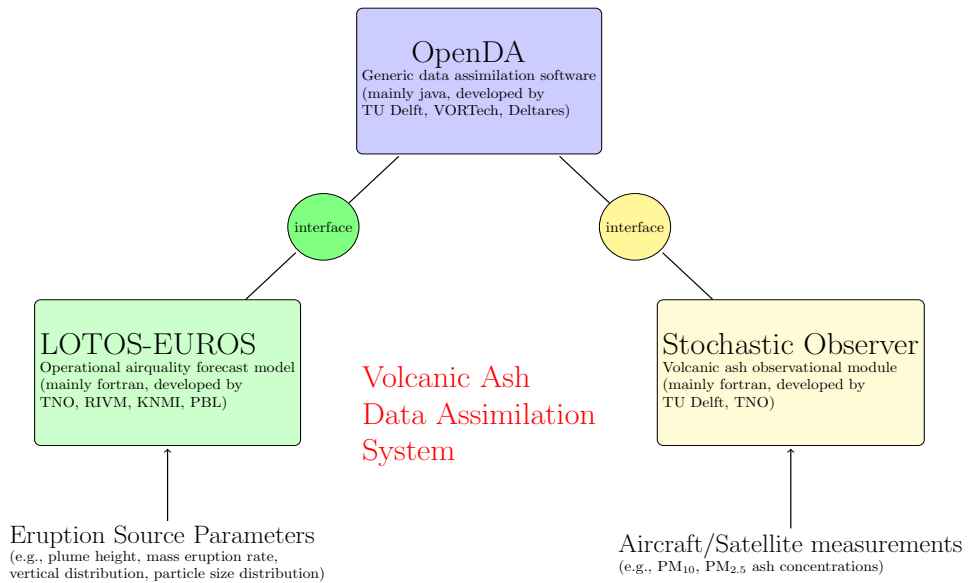 OpenDA
Generic data assimilation software
(mainly java, developed by
TU Delft, VORTech, Deltares)
interface
interface
LOTOS-EUROS
Operational airquality forecast model
(mainly fortran, developed by
TNO, RIVM, KNMI, PBL)
Stochastic Observer
Volcanic ash observational module
(mainly fortran, developed by
TU Delft, TNO)
Volcanic Ash
Data Assimilation
System
Eruption Source Parameters
(e.g., plume height, mass eruption rate,
vertical distribution, particle size distribution)
Aircraft/Satellite measurements
(e.g., PM10, PM2.5 ash concentrations)